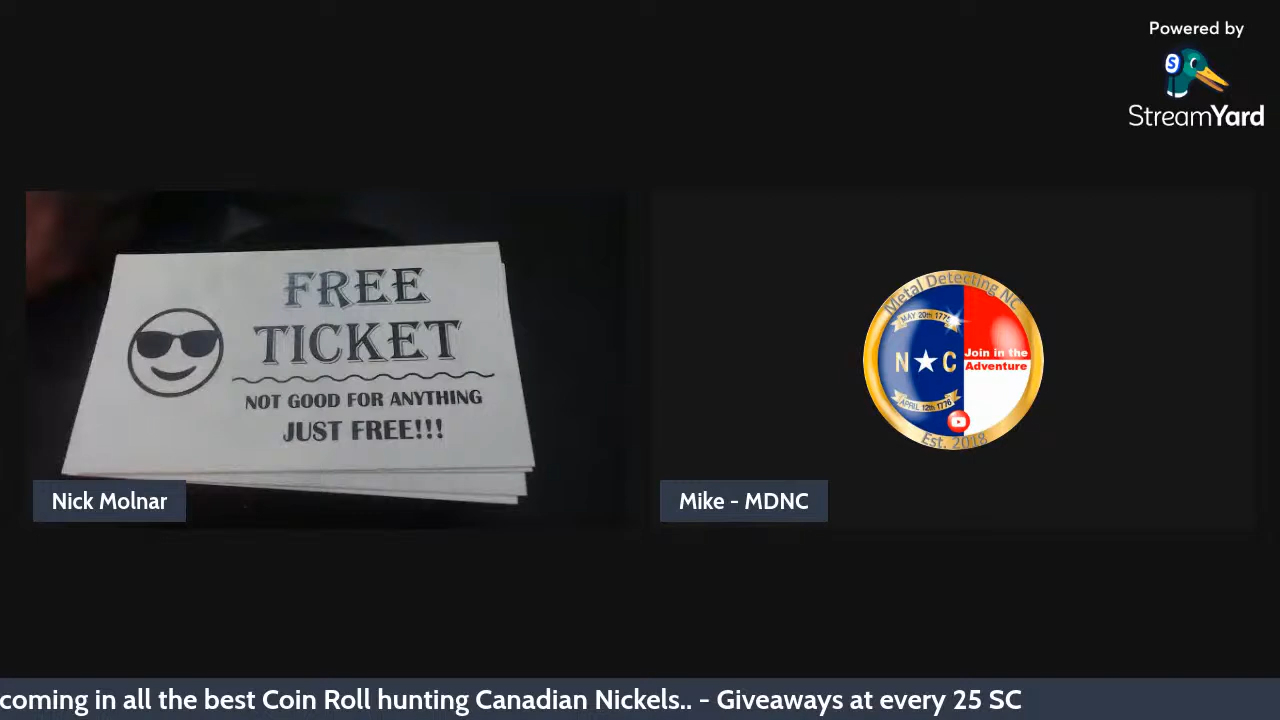 Powered by
S
StreamYard
FREE
TICKET
NOT GOOD FOR ANYTHING
JUST FREE!!!
Nick Molnar
Metal Detecting NC
MAY 20th 1775
N C
Join in the
Adventure
APRIL 12th 1776
Est. 2018
Mike - MDNC
coming in all the best Coin Roll hunting Canadian Nickels.. - Giveaways at every 25 SC